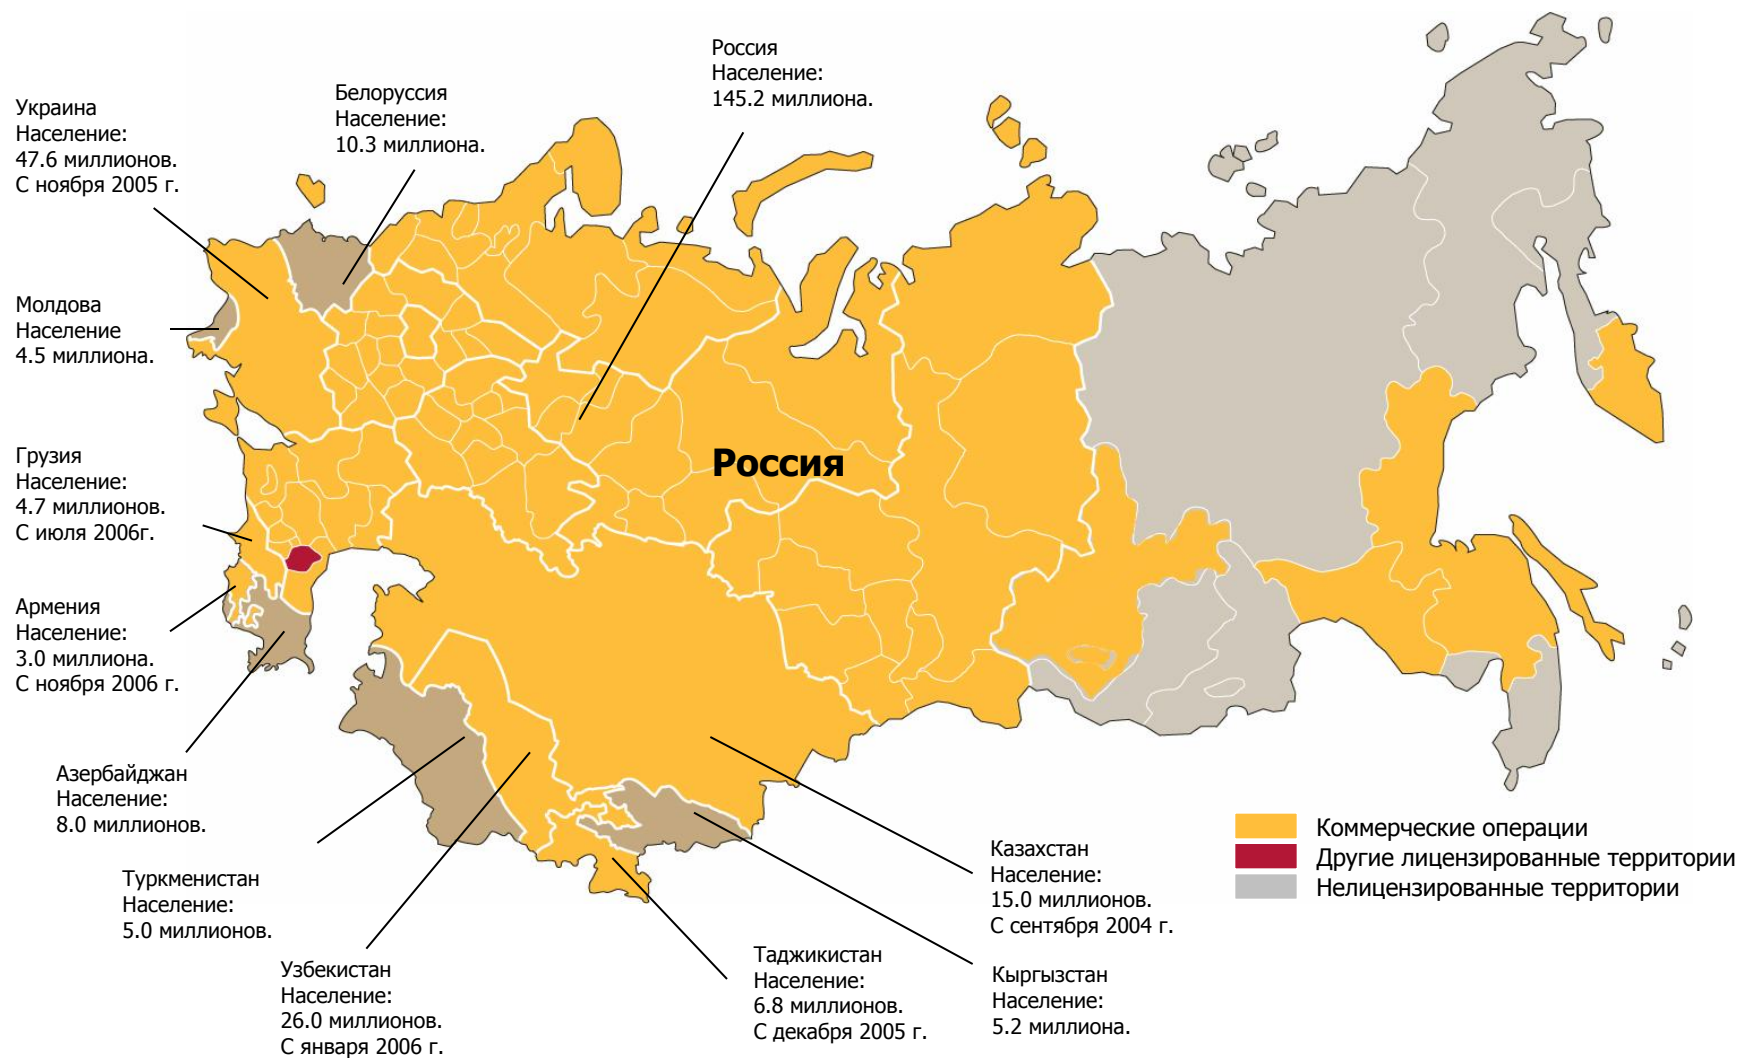 Россия
Население:
145.2 миллиона.
Белоруссия
Население:
10.3 миллиона.
Украина
Население:
47.6 миллионов.
С ноября 2005 г.
Молдова
Население
4.5 миллиона.
Грузия
Население:
4.7 миллионов.
С июля 2006г.
Россия
Армения
Население:
3.0 миллиона.
С ноября 2006 г.
Азербайджан
Население:
8.0 миллионов.
Туркменистан
Население:
5.0 миллионов.
Узбекистан
Население:
26.0 миллионов.
С января 2006 г.
Таджикистан
Население:
6.8 миллионов.
С декабря 2005 г.
Казахстан
Население:
15.0 миллионов.
С сентября 2004 г.
Кыргызстан
Население:
5.2 миллиона.
Коммерческие операции
Другие лицензированные территории
Нелицензированные территории